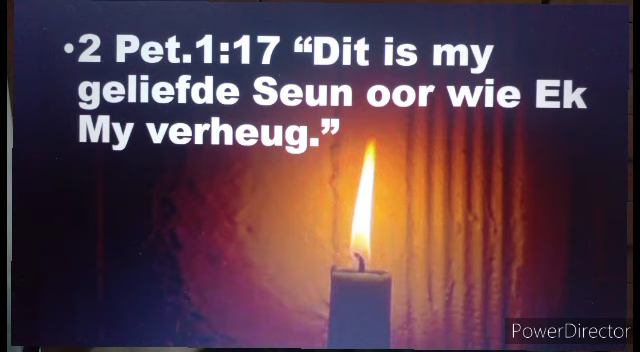 •2 Pet.1:17 “Dit is my
geliefde Seun oor wie Ek
My verheug.”
PowerDirector